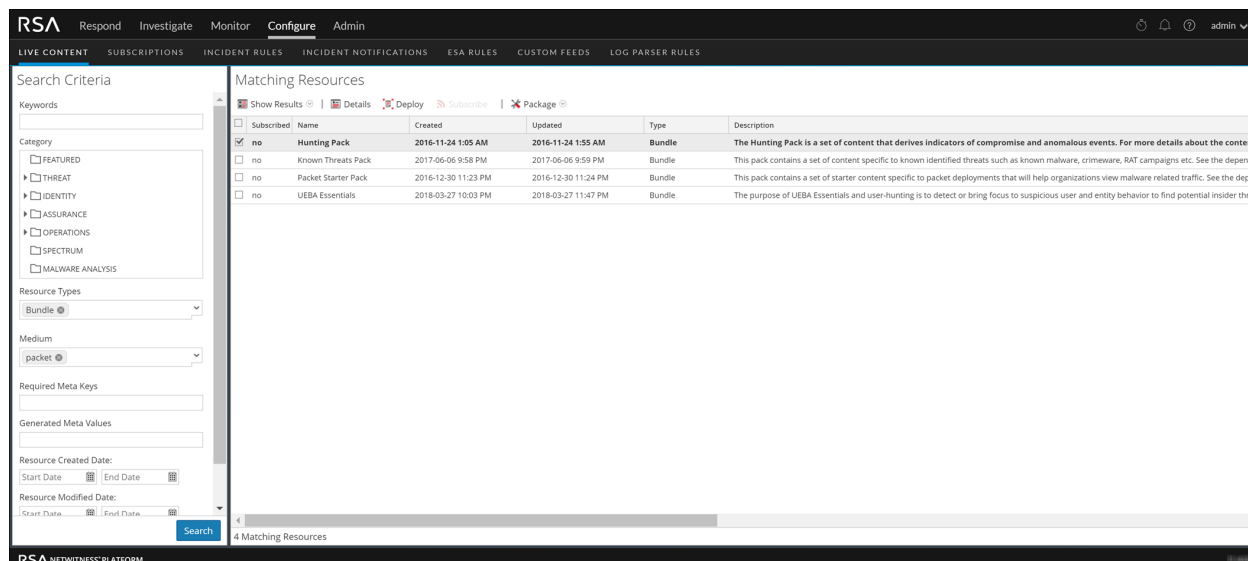 RSA Respond Investigate Monitor Configure Admin admin
LIVE CONTENT SUBSCRIPTIONS INCIDENT RULES INCIDENT NOTIFICATIONS ESA RULES CUSTOM FEEDS LOG PARSER RULES
Search Criteria
Keywords
Category
FEATURED
THREAT
IDENTITY
ASSURANCE
OPERATIONS
SPECTRUM
MALWARE ANALYSIS
Resource Types
Bundle
Medium
packet
Required Meta Keys
Generated Meta Values
Resource Created Date:
Start Date End Date
Resource Modified Date:
Start Date End Date
Search
Matching Resources
Show Results | Details Deploy Subscribe | Package
Subscribed Name Created Updated Type Description
no Hunting Pack 2016-11-24 1:05 AM 2016-11-24 1:55 AM Bundle The Hunting Pack is a set of content that derives indicators of compromise and anomalous events. For more details about the conte
no Known Threats Pack 2017-06-06 9:58 PM 2017-06-06 9:59 PM Bundle This pack contains a set of content specific to known identified threats such as known malware, crimeware, RAT campaigns etc. See the depen
no Packet Starter Pack 2016-12-30 11:23 PM 2016-12-30 11:24 PM Bundle This pack contains a set of starter content specific to packet deployments that will help organizations view malware related traffic. See the dep
no UEBA Essentials 2018-03-27 10:03 PM 2018-03-27 11:47 PM Bundle The purpose of UEBA Essentials and user-hunting is to detect or bring focus to suspicious user and entity behavior to find potential insider thr
4 Matching Resources
RSA NETWITNESS® PLATFORM